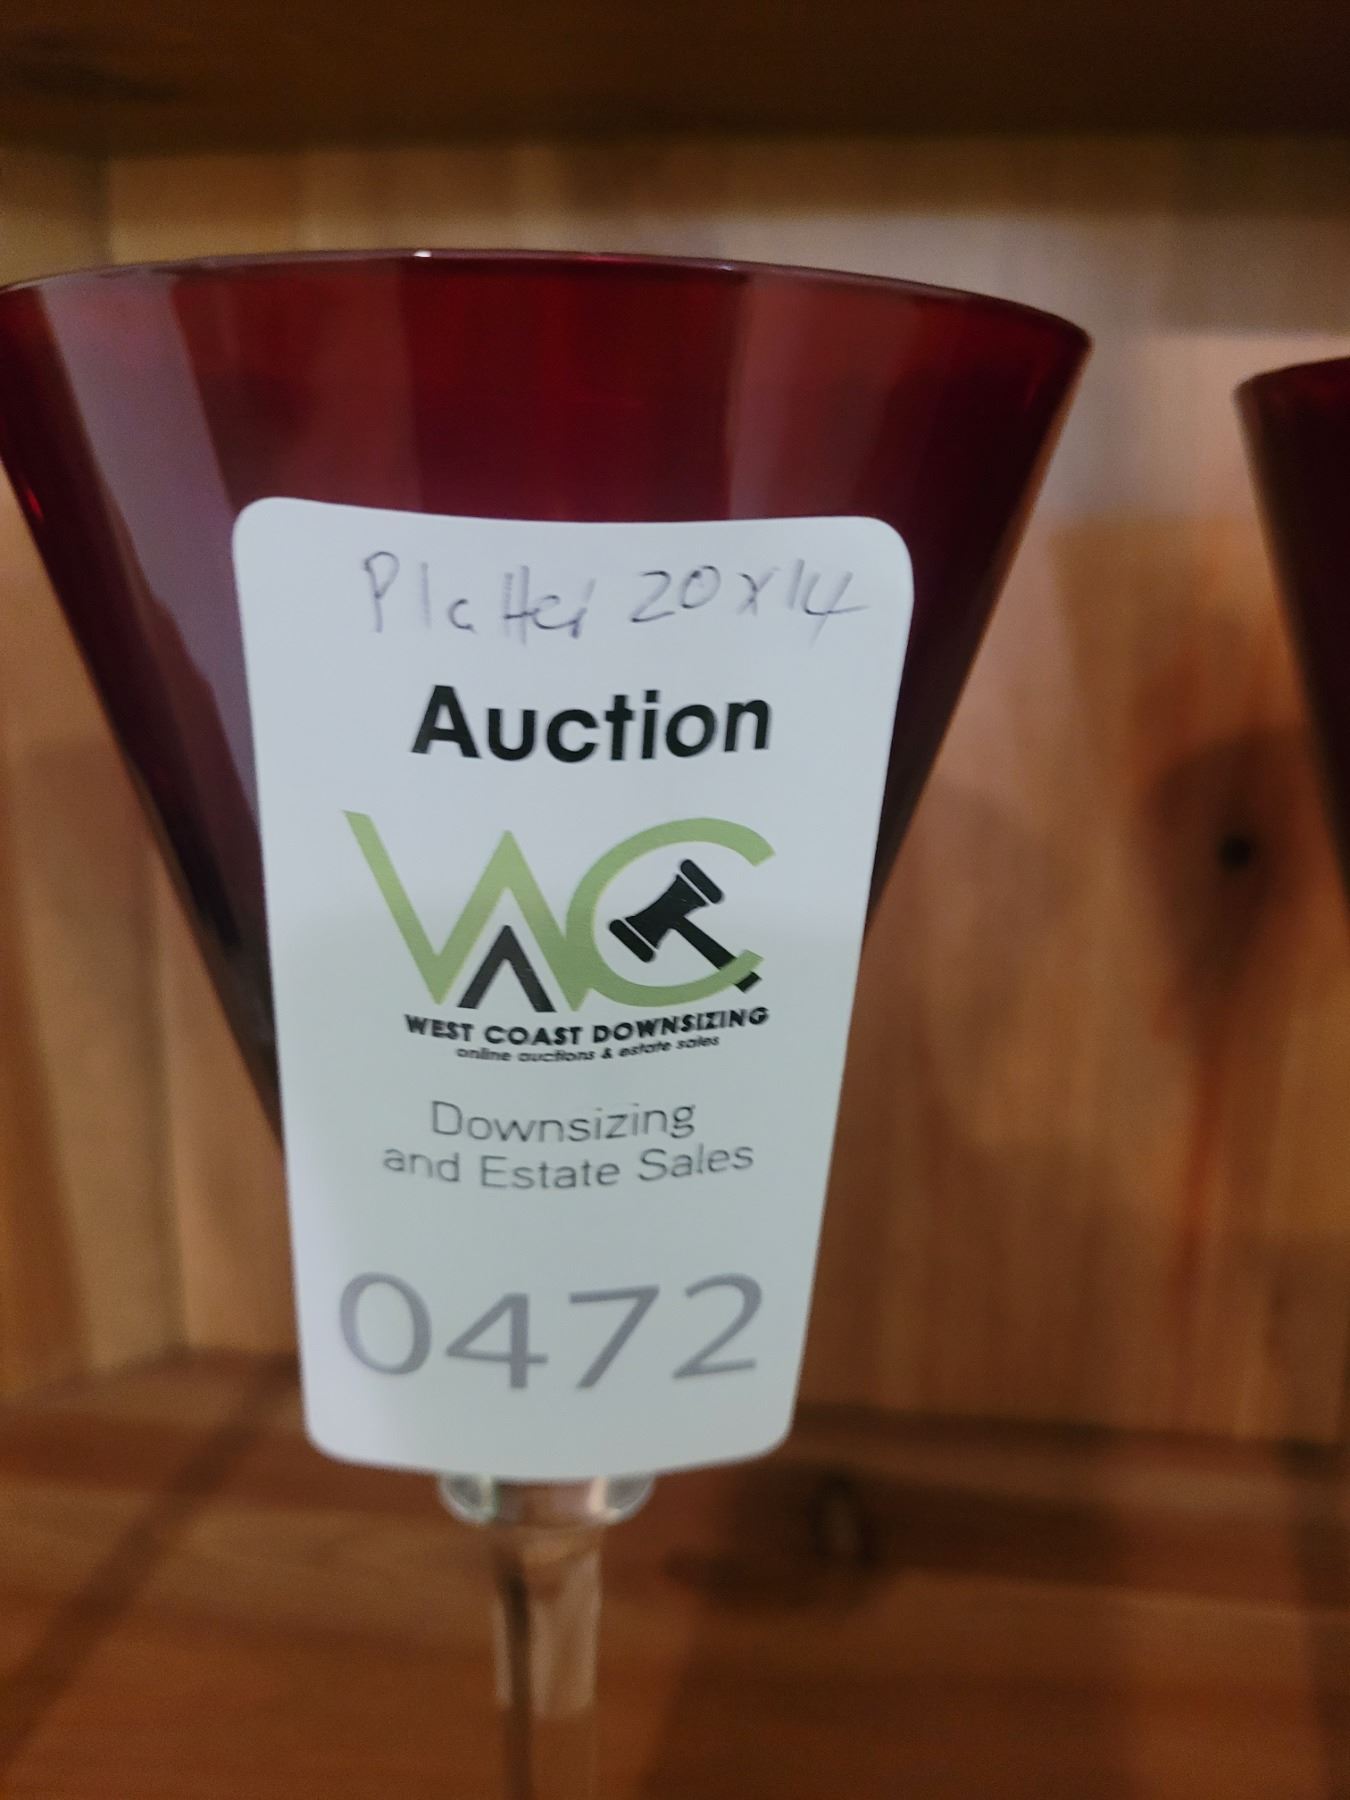 Platter 20x14
Auction
WC
WEST COAST DOWNSIZING
online auctions & estate sales
Downsizing
and Estate Sales
0472